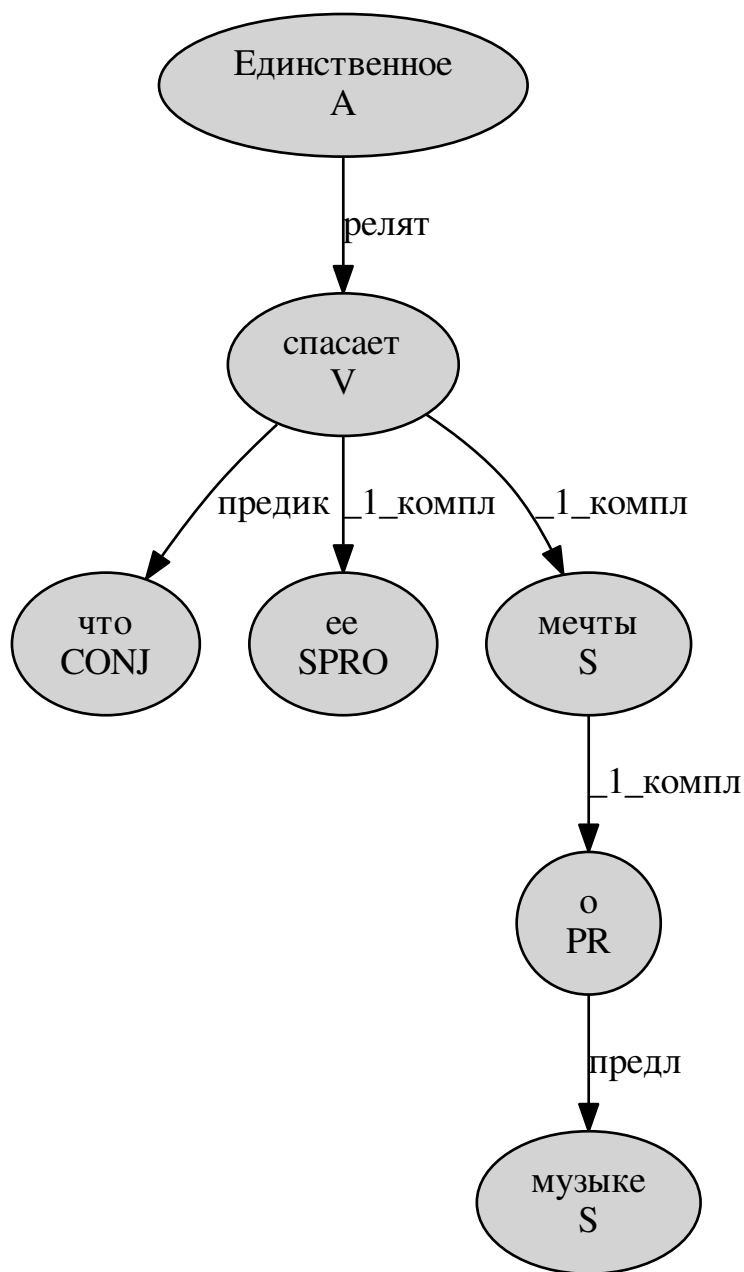 Единственное
A
релят
спасает
V
предик
_1_компл
_1_компл
что
CONJ
ее
SPRO
мечты
S
_1_компл
о
PR
предл
музыке
S